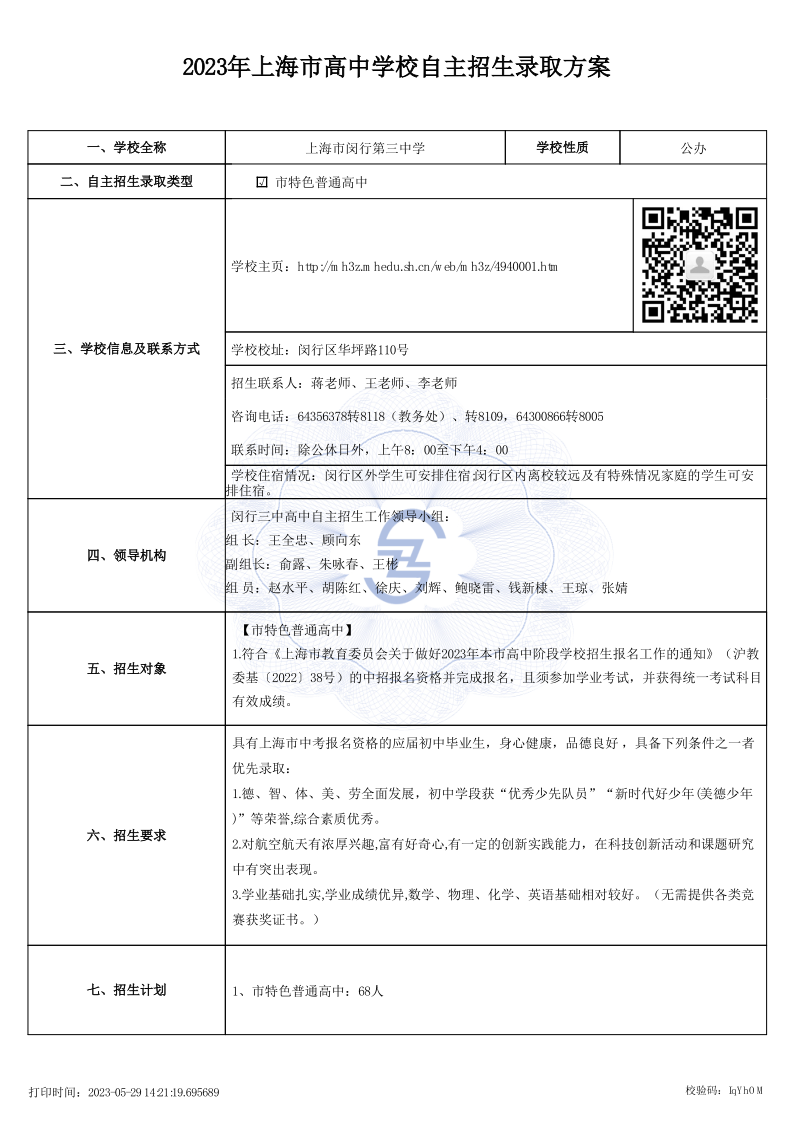 2023年上海市高中学校自主招生录取方案
一、学校全称
上海市闵行第三中学
学校性质
公办
二、自主招生录取类型
☑ 市特色普通高中
三、学校信息及联系方式
学校主页：http://mh3z.mhedu.sh.cn/web/mh3z/4940001.htm
学校校址：闵行区华坪路110号
招生联系人：蒋老师、王老师、李老师
咨询电话：64356378转8118（教务处）、转8109，64300866转8005
联系时间：除公休日外，上午8：00至下午4：00
学校住宿情况：闵行区外学生可安排住宿;闵行区内离校较远及有特殊情况家庭的学生可安
排住宿。
四、领导机构
闵行三中高中自主招生工作领导小组：
组 长：王全忠、顾向东
副组长：俞露、朱咏春、王彬
组 员：赵水平、胡陈红、徐庆、刘辉、鲍晓雷、钱新棣、王琼、张婧
五、招生对象
【市特色普通高中】
1.符合《上海市教育委员会关于做好2023年本市高中阶段学校招生报名工作的通知》（沪教
委基〔2022〕38号）的中招报名资格并完成报名，且须参加学业考试，并获得统一考试科目
有效成绩。
六、招生要求
具有上海市中考报名资格的应届初中毕业生，身心健康，品德良好，具备下列条件之一者
优先录取：
1.德、智、体、美、劳全面发展，初中学段获“优秀少先队员”“新时代好少年(美德少年
)”等荣誉,综合素质优秀。
2.对航空航天有浓厚兴趣,富有好奇心,有一定的创新实践能力，在科技创新活动和课题研究
中有突出表现。
3.学业基础扎实,学业成绩优异,数学、物理、化学、英语基础相对较好。（无需提供各类竞
赛获奖证书。）
七、招生计划
1、市特色普通高中：68人
打印时间：2023-05-29 14:21:19.695689
校验码：IqYh0M